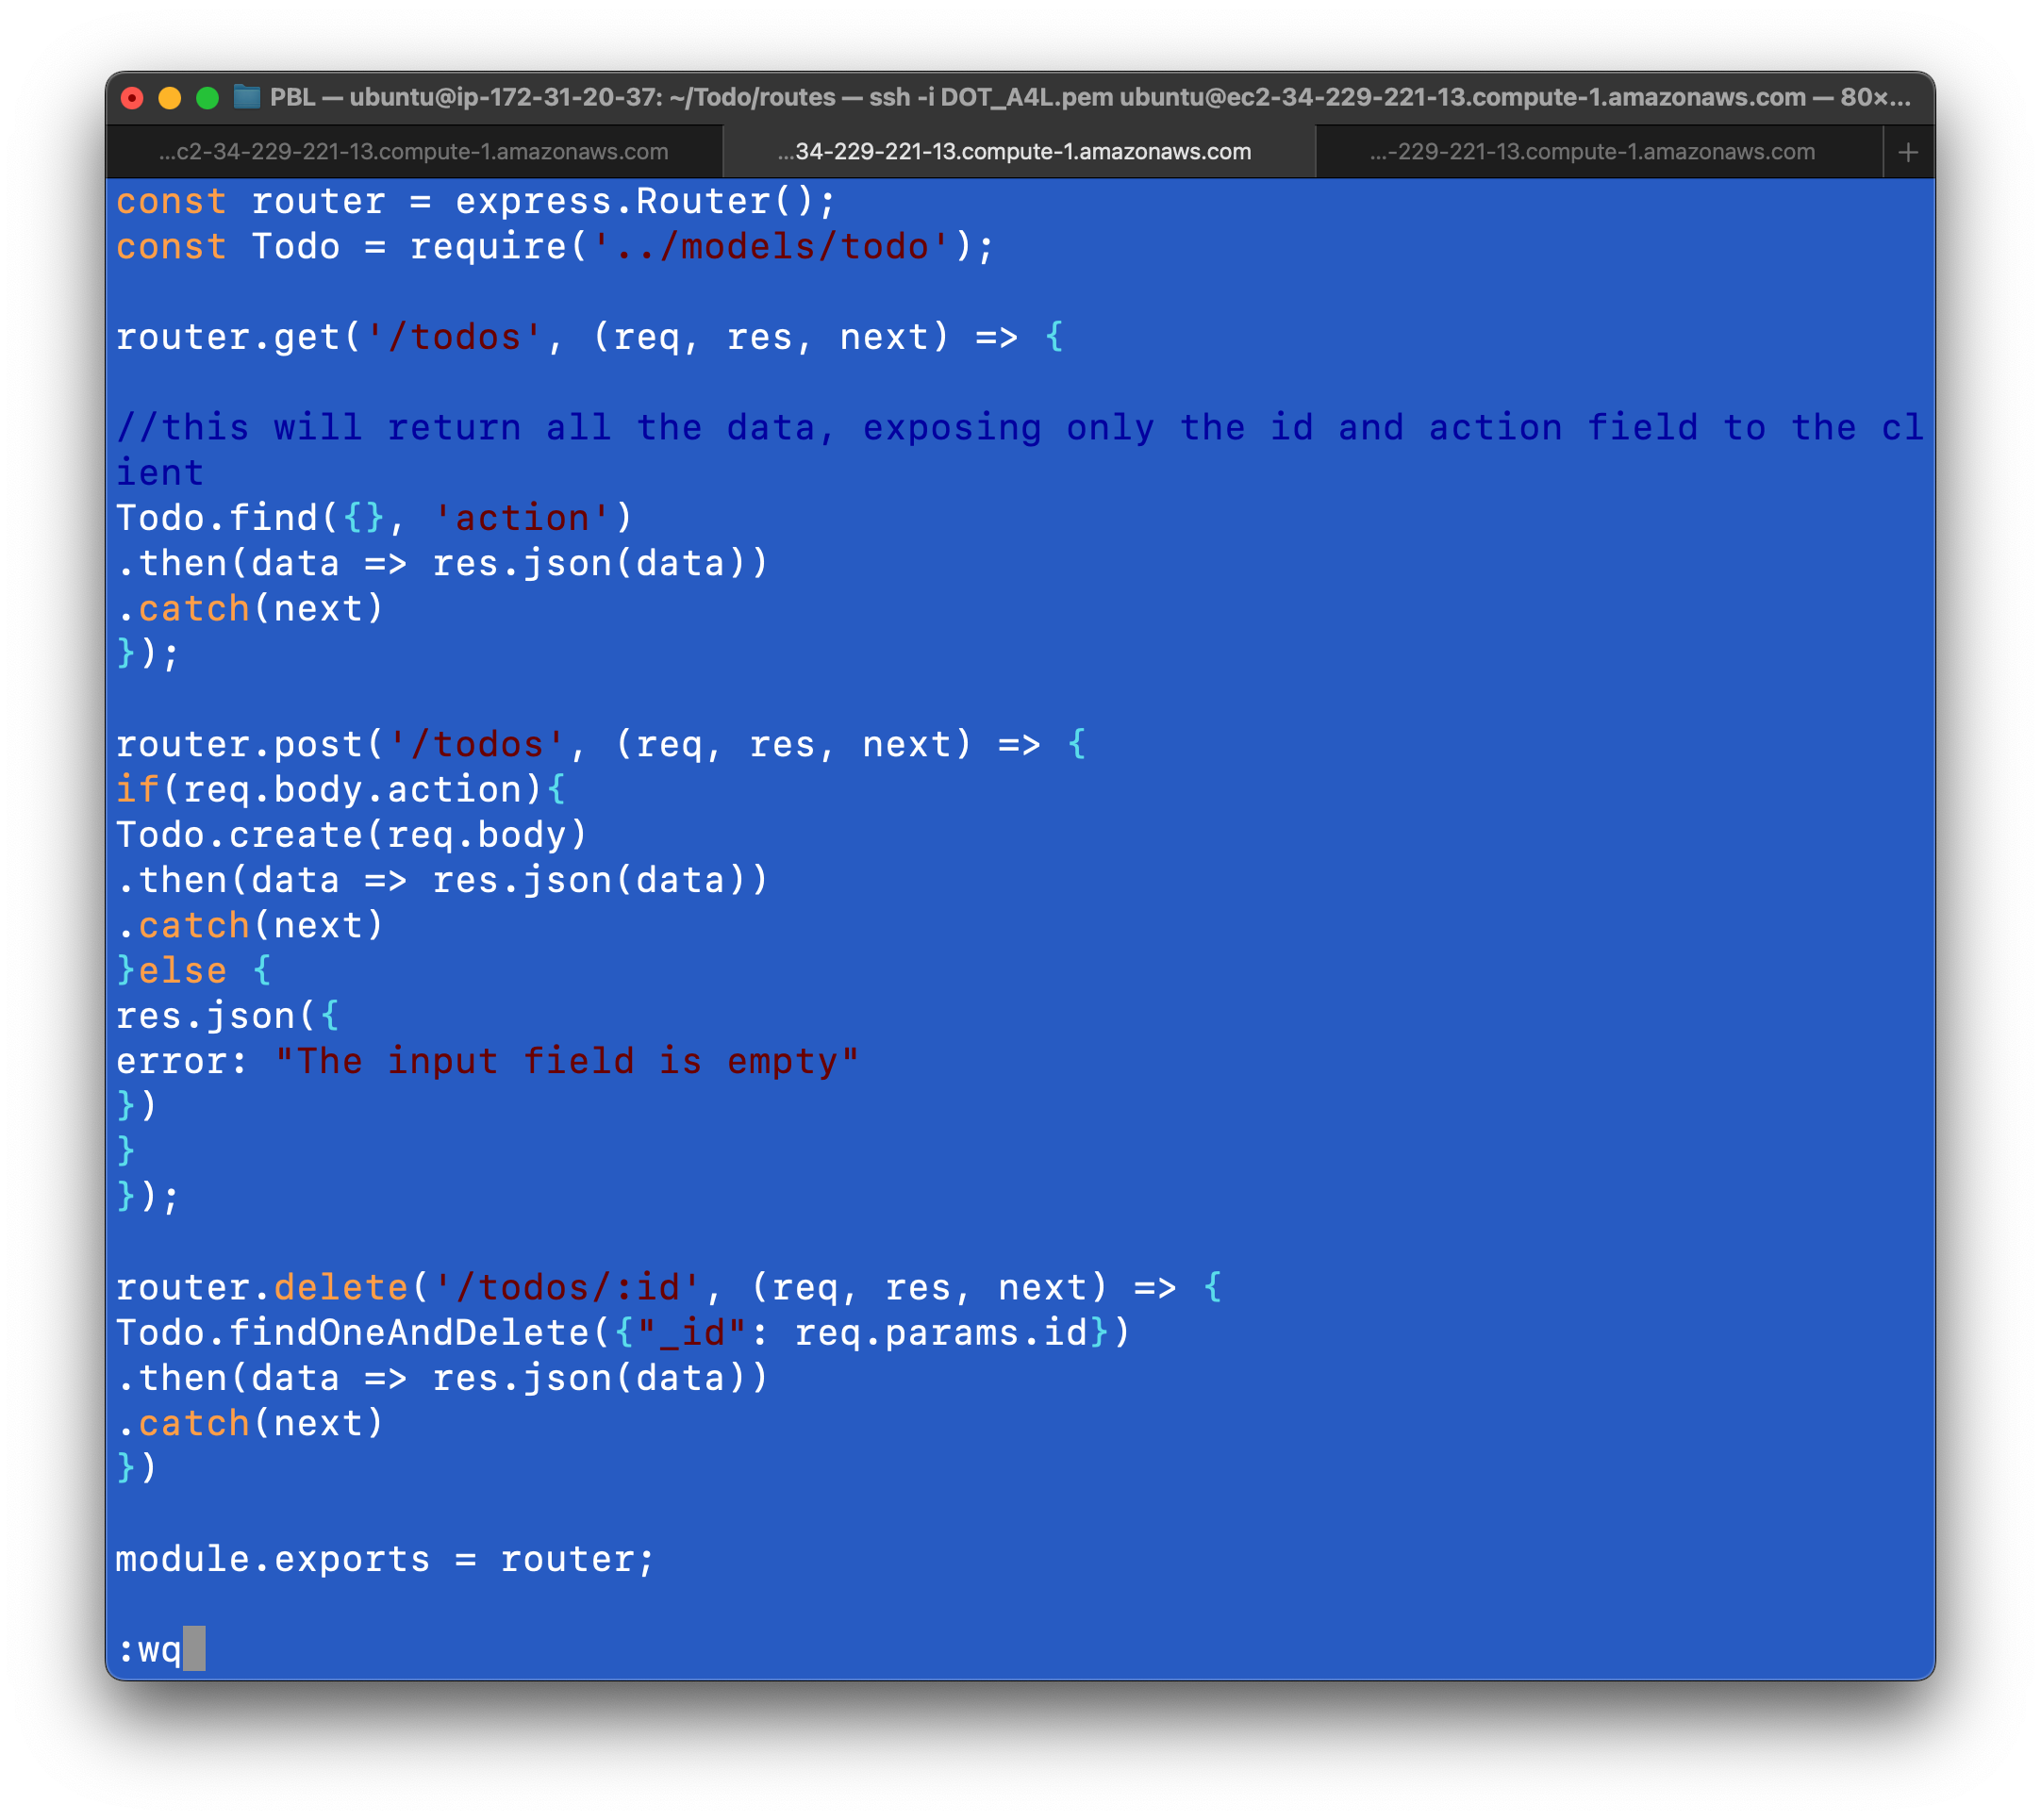 PBL — ubuntu@ip-172-31-20-37: ~/Todo/routes — ssh -i DOT_A4L.pem ubuntu@ec2-34-229-221-13.compute-1.amazonaws.com — 80×...
...c2-34-229-221-13.compute-1.amazonaws.com
...34-229-221-13.compute-1.amazonaws.com
...-229-221-13.compute-1.amazonaws.com
+
const router = express.Router();
const Todo = require('../models/todo');
router.get('/todos', (req, res, next) => {
//this will return all the data, exposing only the id and action field to the cl
ient
Todo.find({}, 'action')
.then(data => res.json(data))
.catch(next)
});
router.post('/todos', (req, res, next) => {
if(req.body.action){
Todo.create(req.body)
.then(data => res.json(data))
.catch(next)
}else {
res.json({
error: "The input field is empty"
})
}
});
router.delete('/todos/:id', (req, res, next) => {
Todo.findOneAndDelete({"_id": req.params.id})
.then(data => res.json(data))
.catch(next)
})
module.exports = router;
:wq